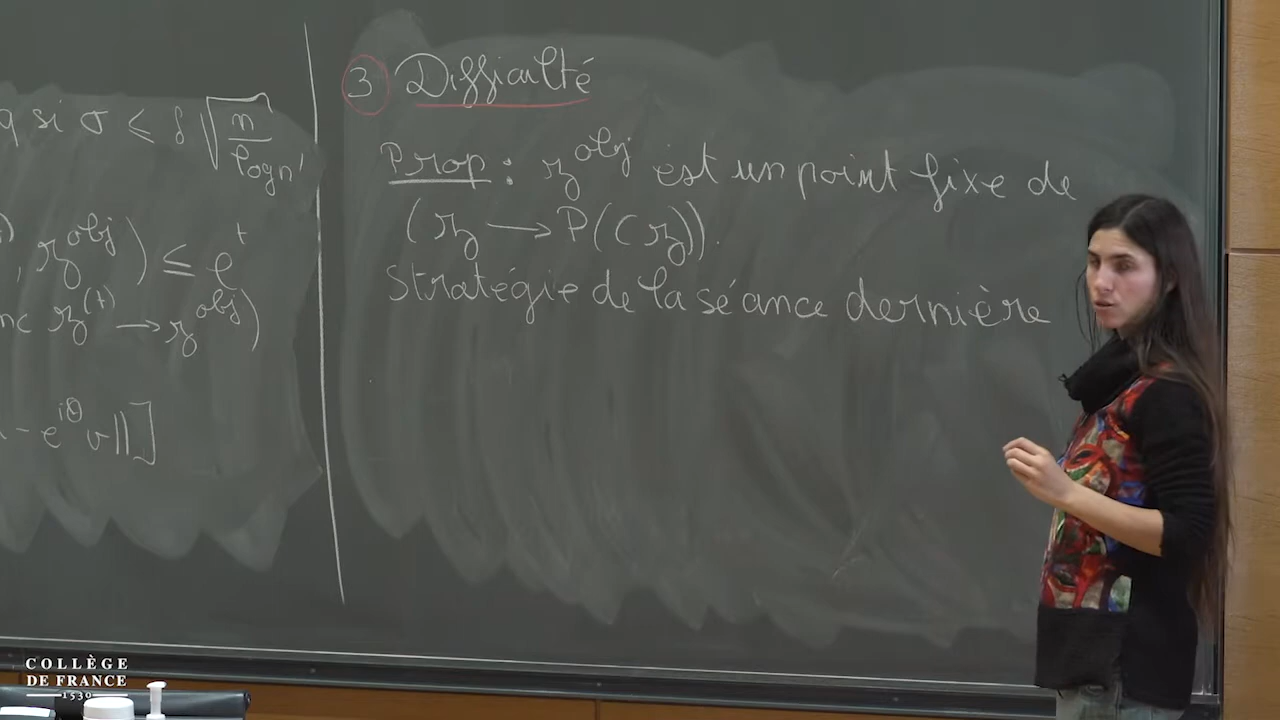 q si σ ≤ δ √(n / log n)
, z^obj) ≤ e^t
nc z^(t) → z^obj)
- e^{iθ} v||]
③ Difficulté
Prop : z^obj est un point fixe de
(z → P(Cz)).
Stratégie de la séance dernière
COLLÈGE
DE FRANCE
1530